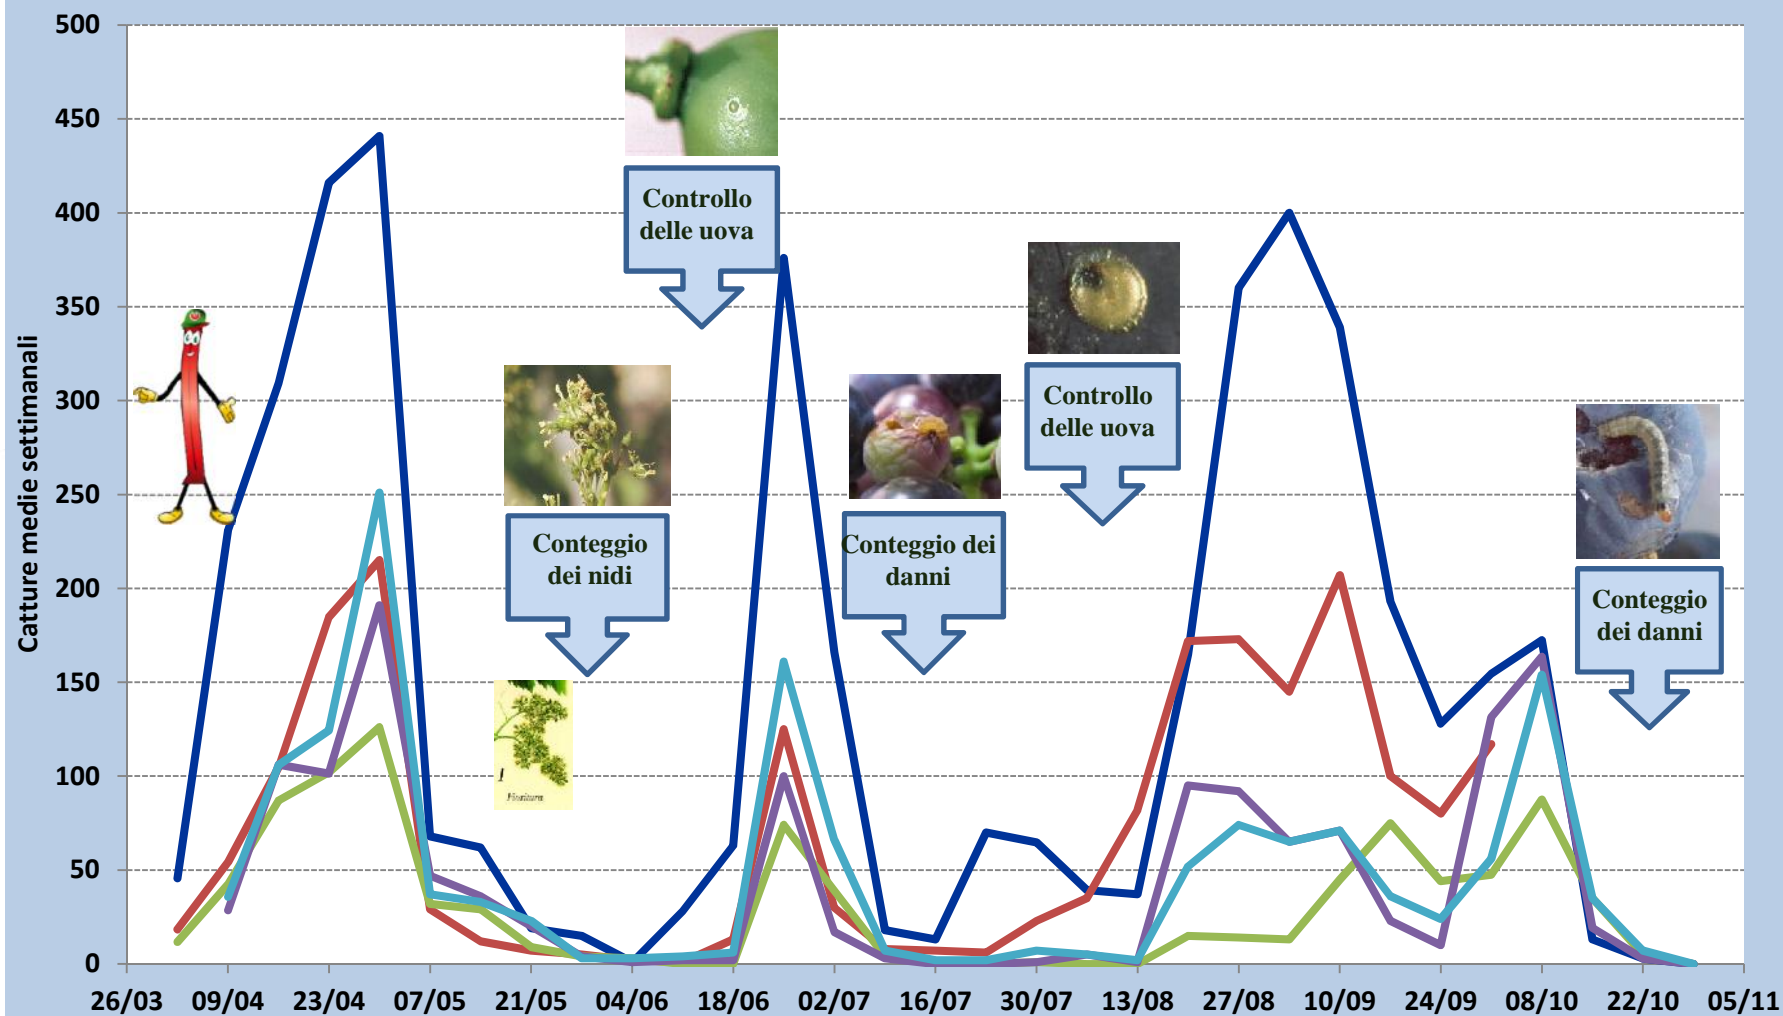 500
450
400
350
300
250
200
150
100
50
0
Catture medie settimanali
Controllo
delle uova
Conteggio
dei nidi
Conteggio dei
danni
Controllo
delle uova
Conteggio
dei danni
I
Fioritura
26/03 09/04 23/04 07/05 21/05 04/06 18/06 02/07 16/07 30/07 13/08 27/08 10/09 24/09 08/10 22/10 05/11